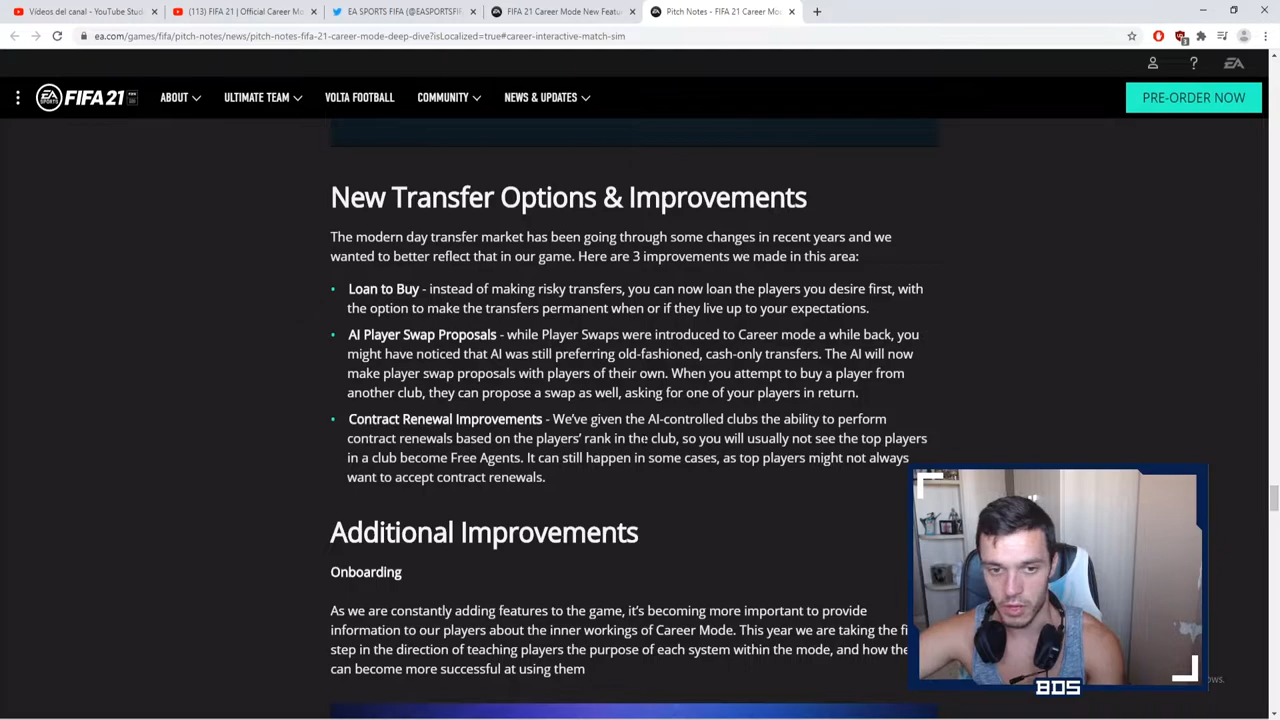 Vídeos del canal - YouTube Stud
(113) FIFA 21 | Official Career Mo
EA SPORTS FIFA (@EASPORTSFIF
FIFA 21 Career Mode New Featur
Pitch Notes - FIFA 21 Career Mo
ea.com/games/fifa/pitch-notes/news/pitch-notes-fifa-21-career-mode-deep-dive?isLocalized=true#career-interactive-match-sim
EA
EA SPORTS FIFA 21
ABOUT
ULTIMATE TEAM
VOLTA FOOTBALL
COMMUNITY
NEWS & UPDATES
PRE-ORDER NOW
New Transfer Options & Improvements
The modern day transfer market has been going through some changes in recent years and we
wanted to better reflect that in our game. Here are 3 improvements we made in this area:
• Loan to Buy - instead of making risky transfers, you can now loan the players you desire first, with
the option to make the transfers permanent when or if they live up to your expectations.
• AI Player Swap Proposals - while Player Swaps were introduced to Career mode a while back, you
might have noticed that AI was still preferring old-fashioned, cash-only transfers. The AI will now
make player swap proposals with players of their own. When you attempt to buy a player from
another club, they can propose a swap as well, asking for one of your players in return.
• Contract Renewal Improvements - We've given the AI-controlled clubs the ability to perform
contract renewals based on the players' rank in the club, so you will usually not see the top players
in a club become Free Agents. It can still happen in some cases, as top players might not always
want to accept contract renewals.
Additional Improvements
Onboarding
As we are constantly adding features to the game, it's becoming more important to provide
information to our players about the inner workings of Career Mode. This year we are taking the fi
step in the direction of teaching players the purpose of each system within the mode, and how the
can become more successful at using them
BDS
ows.